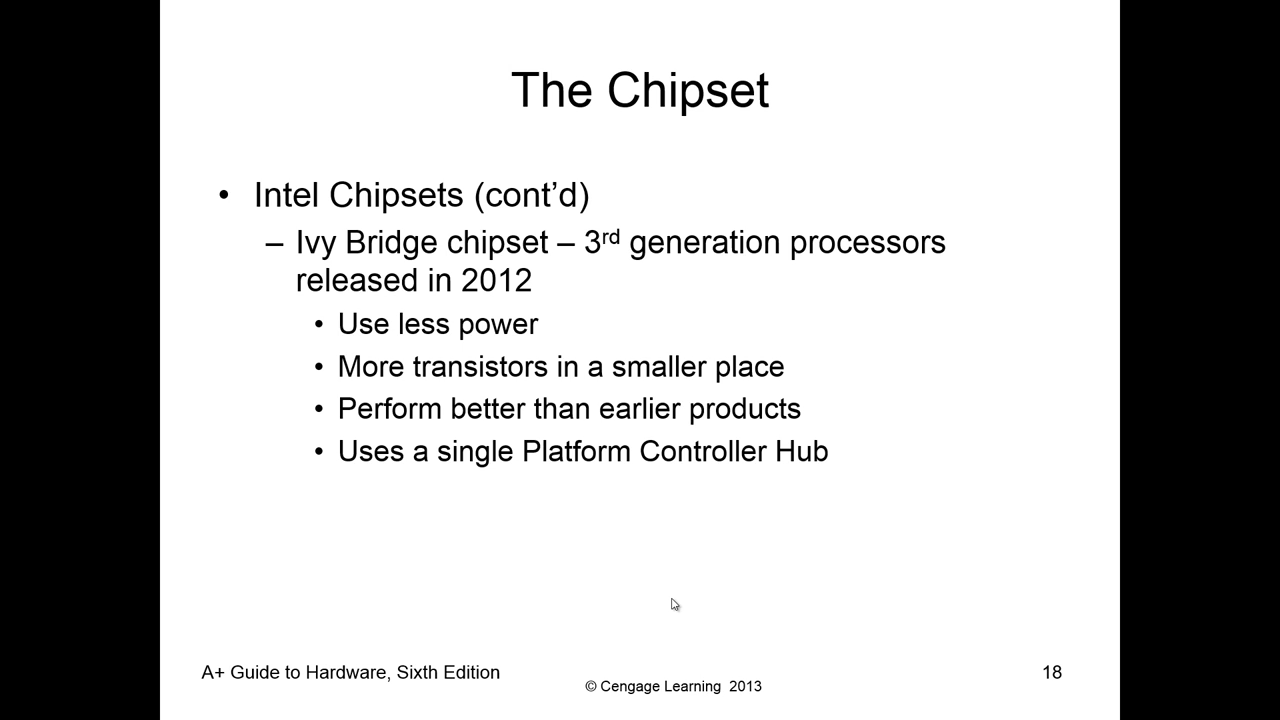 The Chipset
• Intel Chipsets (cont’d)
– Ivy Bridge chipset – 3rd generation processors
released in 2012
• Use less power
• More transistors in a smaller place
• Perform better than earlier products
• Uses a single Platform Controller Hub
A+ Guide to Hardware, Sixth Edition
© Cengage Learning 2013
18